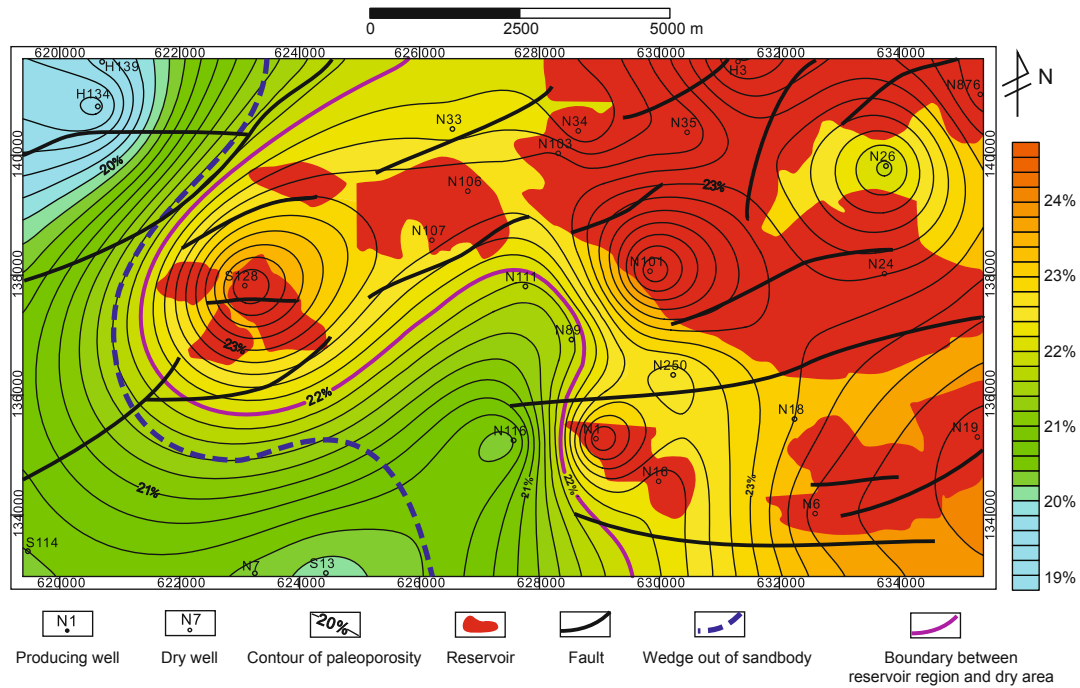 0 2500 5000 m
620000 622000 624000 626000 628000 630000 632000 634000
H139
H3
N
H134
N876
N33
N34
N35
140000
140000
N103
N26
20%
24%
N106
23%
N107
N101
N24
S128
138000
138000
N111
23%
N89
23%
22%
N250
136000
22%
136000
N18
N116
N1
N19
21%
N16
21%
21%
22%
23%
N6
134000
134000
20%
S114
N7
S13
19%
620000 622000 624000 626000 628000 630000 632000 634000
N1
N7
20%
Producing well
Dry well
Contour of paleoporosity
Reservoir
Fault
Wedge out of sandbody
Boundary between
reservoir region and dry area